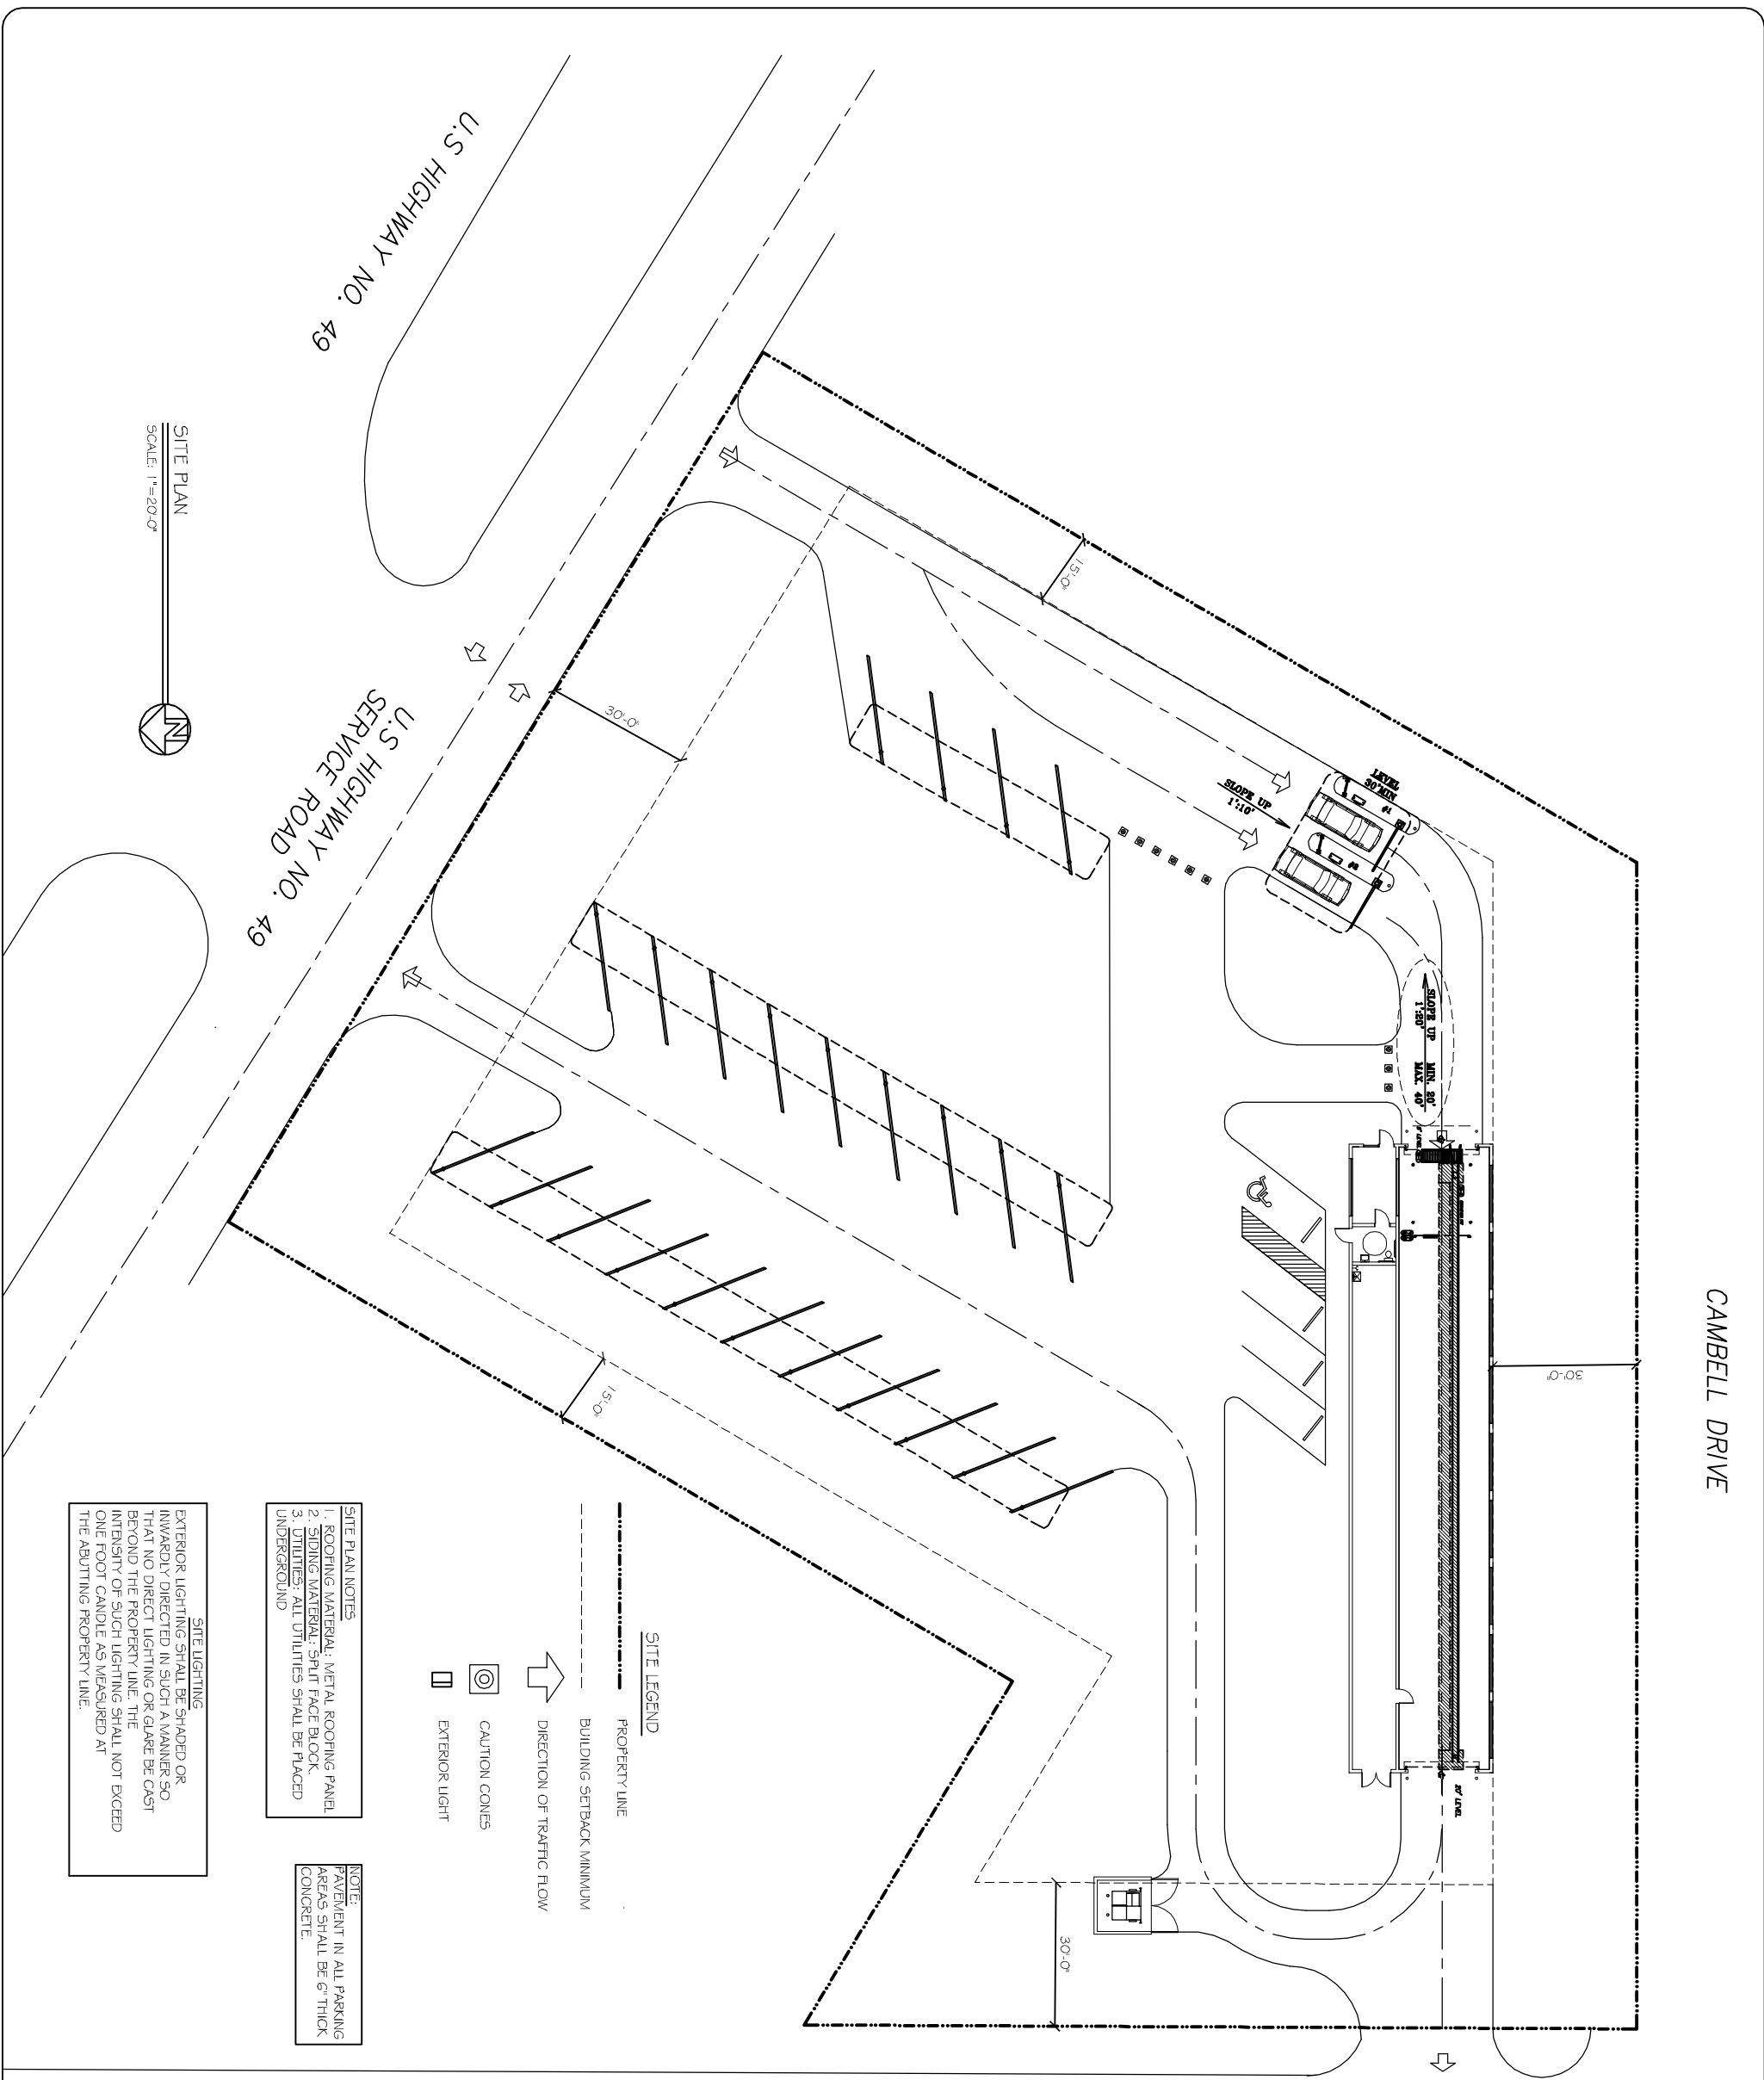 CAMBELL DRIVE
30'-0"
U.S HIGHWAY NO. 49
15'-0"
LEVEL
30'MIN
#1
#2
SLOPE UP
1':10'
SLOPE UP
1':20'
MIN. 20'
MAX. 40'
20' LEVEL
30'-0"
U.S HIGHWAY NO. 49
SERVICE ROAD
15'-0"
30'-0"
SITE PLAN
SCALE: 1"=20'-0"
N
SITE LEGEND
PROPERTY LINE
BUILDING SETBACK MINIMUM
DIRECTION OF TRAFFIC FLOW
CAUTION CONES
EXTERIOR LIGHT
SITE PLAN NOTES
1. ROOFING MATERIAL: METAL ROOFING PANEL
2. SIDING MATERIAL: SPLIT FACE BLOCK.
3. UTILITIES: ALL UTILITIES SHALL BE PLACED
UNDERGROUND
NOTE:
PAVEMENT IN ALL PARKING
AREAS SHALL BE 6" THICK
CONCRETE.
SITE LIGHTING
EXTERIOR LIGHTING SHALL BE SHADED OR
INWARDLY DIRECTED IN SUCH A MANNER SO
THAT NO DIRECT LIGHTING OR GLARE BE CAST
BEYOND THE PROPERTY LINE. THE
INTENSITY OF SUCH LIGHTING SHALL NOT EXCEED
ONE FOOT CANDLE AS MEASURED AT
THE ABUTTING PROPERTY LINE.